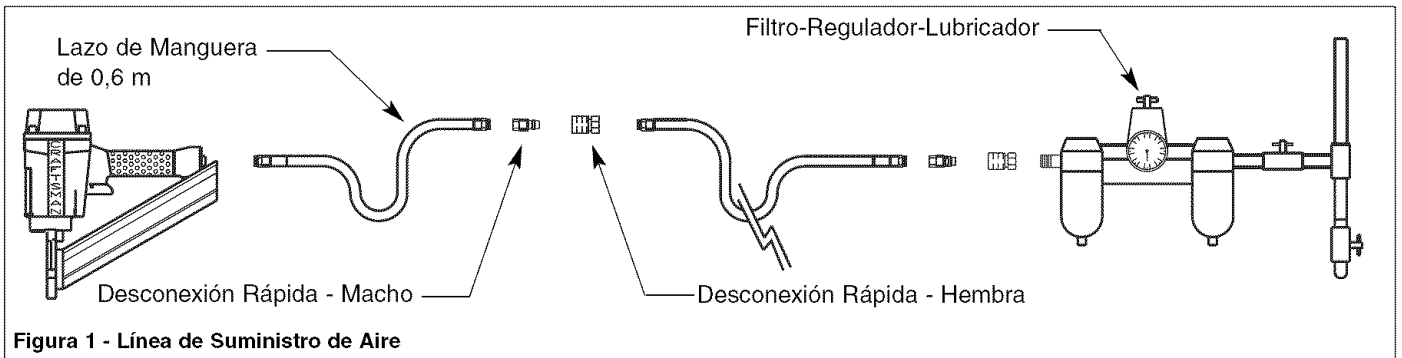 Filtro-Regulador-Lubricador
Lazo de Manguera
de 0,6 m
CRAFTSMAN
Desconexión Rápida - Macho
Desconexión Rápida - Hembra
Figura 1 - Línea de Suministro de Aire